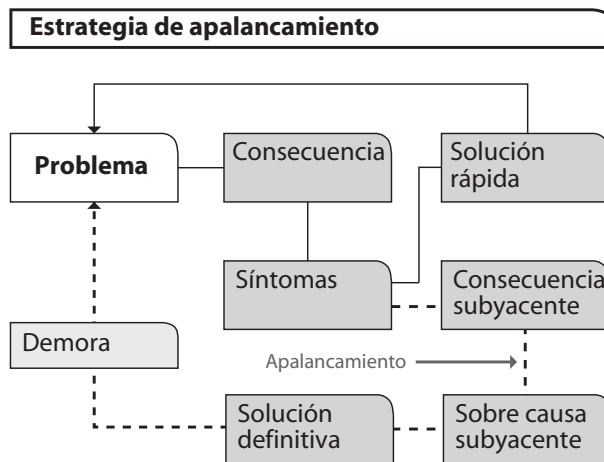 Estrategia de apalancamiento
Problema
Consecuencia
Solución
rápida
Síntomas
Consecuencia
subyacente
Demora
Apalancamiento
Solución
definitiva
Sobre causa
subyacente